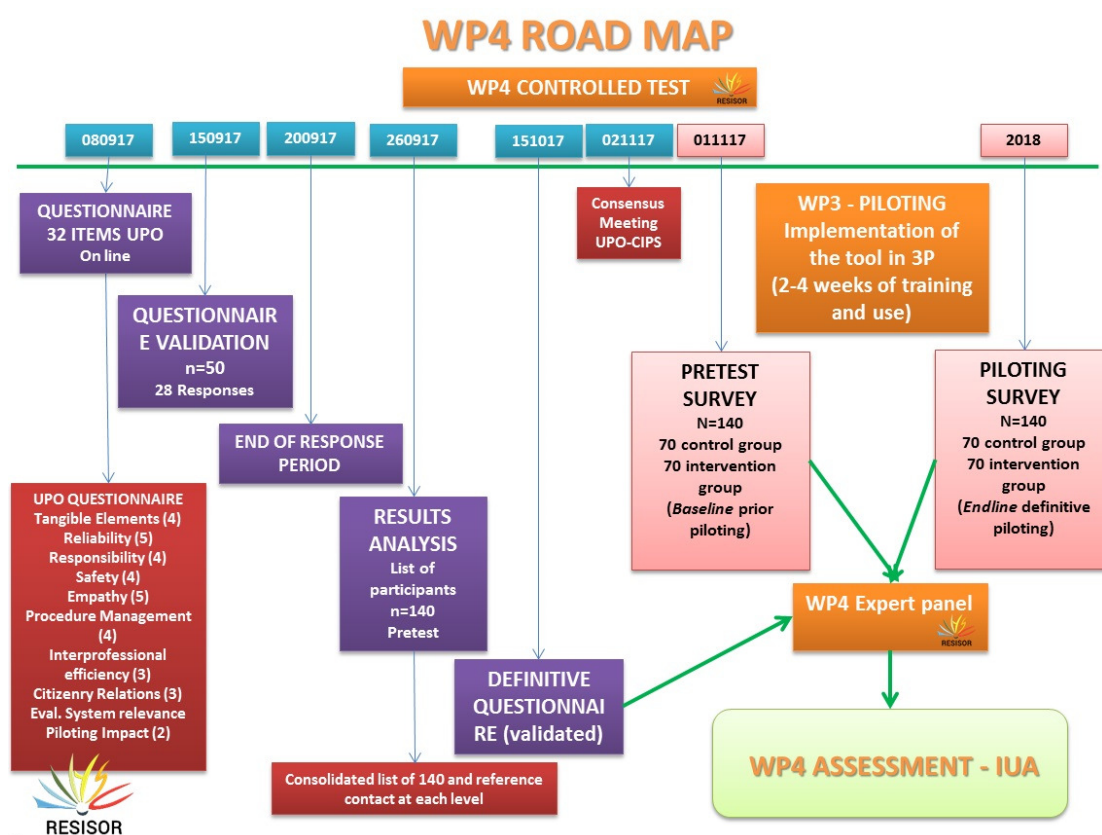 WP4 ROAD MAP
WP4 CONTROLLED TEST
RESISOR
080917
150917
200917
260917
151017
021117
011117
2018
QUESTIONNAIRE
32 ITEMS UPO
On line
Consensus
Meeting
UPO-CIPS
WP3 - PILOTING
Implementation of
the tool in 3P
(2-4 weeks of training
and use)
QUESTIONNAIR
E VALIDATION
n=50
28 Responses
PRETEST
SURVEY
N=140
70 control group
70 intervention
group
(Baseline prior
piloting)
PILOTING
SURVEY
N=140
70 control group
70 intervention
group
(Endline definitive
piloting)
END OF RESPONSE
PERIOD
UPO QUESTIONNAIRE
Tangible Elements (4)
Reliability (5)
Responsibility (4)
Safety (4)
Empathy (5)
Procedure Management
(4)
Interprofessional
efficiency (3)
Citizenry Relations (3)
Eval. System relevance
Piloting Impact (2)
RESULTS
ANALYSIS
List of
participants
n=140
Pretest
WP4 Expert panel
RESISOR
DEFINITIVE
QUESTIONNAI
RE (validated)
WP4 ASSESSMENT - IUA
Consolidated list of 140 and reference
contact at each level
RESISOR